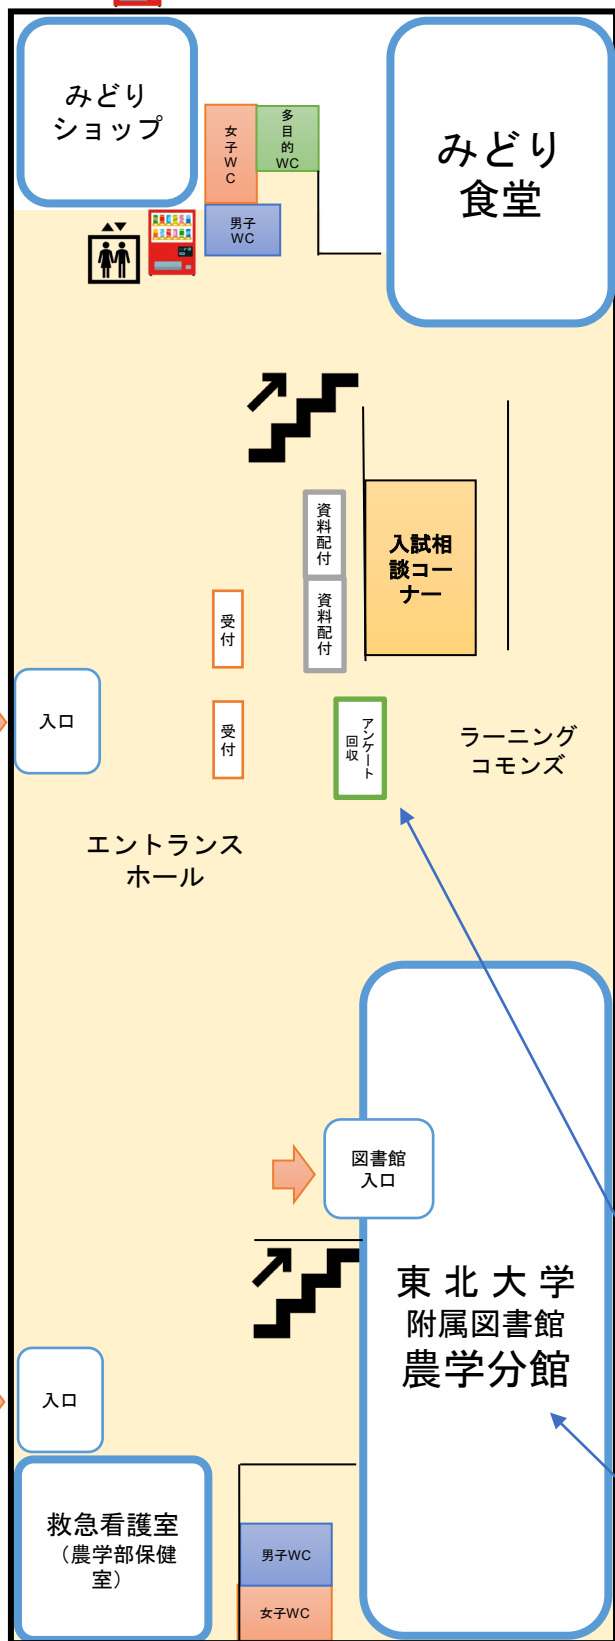 みどり
ショップ
女子WC
多目的WC
男子
WC
みどり
食堂
資料配付
入試相
談コー
ナー
資料配付
受付
入口
受付
アンケート
回収
ラーニング
コモンズ
エントランス
ホール
図書館
入口
東北大学
附属図書館
農学分館
入口
救急看護室
（農学部保健
室）
男子WC
女子WC